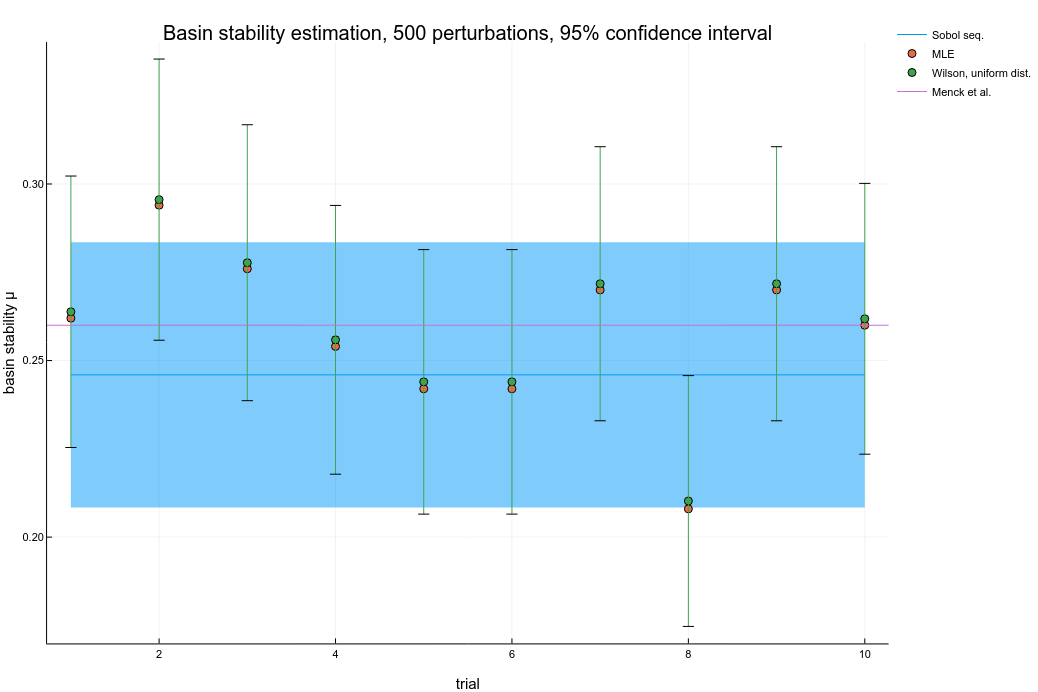 Basin stability estimation, 500 perturbations, 95% confidence interval
Sobol seq.
MLE
Wilson, uniform dist.
Menck et al.
basin stability μ
0.30
0.25
0.20
2 4 6 8 10
trial